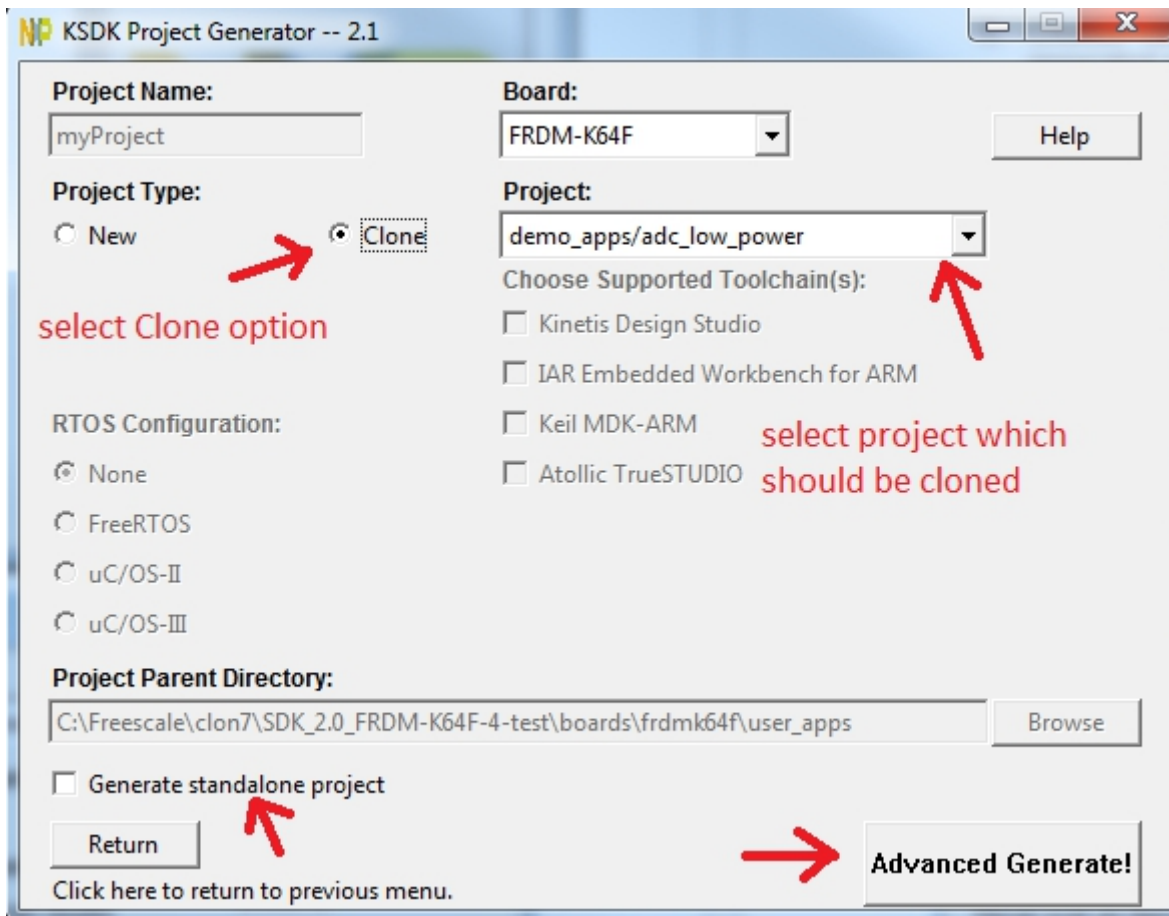 KSDK Project Generator -- 2.1
Project Name:
Board:
myProject
FRDM-K64F
Help
Project Type:
Project:
New
Clone
demo_apps/adc_low_power
select Clone option
Choose Supported Toolchain(s):
Kinetis Design Studio
IAR Embedded Workbench for ARM
RTOS Configuration:
Keil MDK-ARM
select project which
should be cloned
None
Atollic TrueSTUDIO
FreeRTOS
uC/OS-II
uC/OS-III
Project Parent Directory:
C:\Freescale\clon7\SDK_2.0_FRDM-K64F-4-test\boards\frdmk64f\user_apps
Browse
Generate standalone project
Return
Advanced Generate!
Click here to return to previous menu.